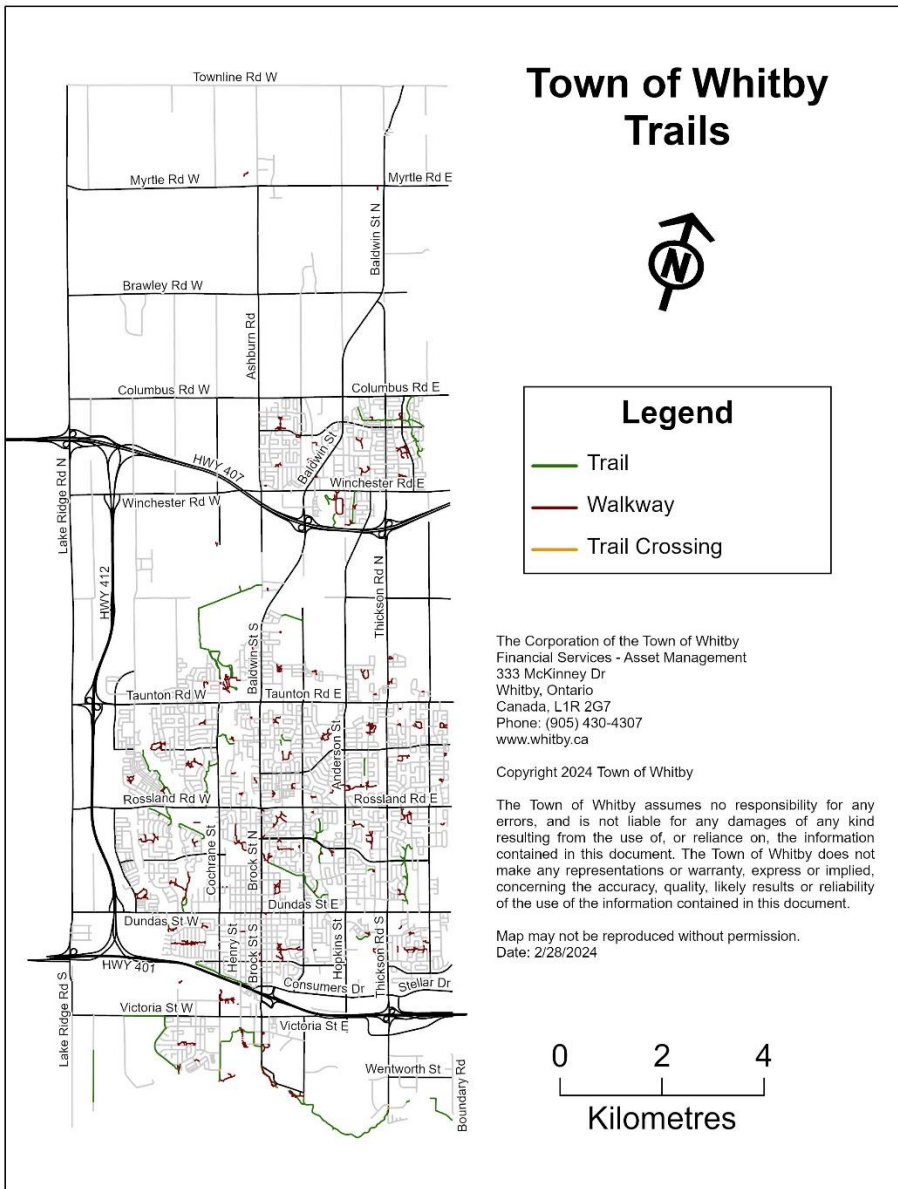 Town of Whitby
Trails
N
Legend
Trail
Walkway
Trail Crossing
The Corporation of the Town of Whitby
Financial Services - Asset Management
333 McKinney Dr
Whitby, Ontario
Canada, L1R 2G7
Phone: (905) 430-4307
www.whitby.ca
Copyright 2024 Town of Whitby
The Town of Whitby assumes no responsibility for any
errors, and is not liable for any damages of any kind
resulting from the use of, or reliance on, the information
contained in this document. The Town of Whitby does not
make any representations or warranty, express or implied,
concerning the accuracy, quality, likely results or reliability
of the use of the information contained in this document.
Map may not be reproduced without permission.
Date: 2/28/2024
0 2 4
Kilometres
Townline Rd W
Myrtle Rd W
Myrtle Rd E
Baldwin St N
Brawley Rd W
Ashburn Rd
Columbus Rd W
Columbus Rd E
Baldwin St
HWY 407
Lake Ridge Rd N
Winchester Rd W
Winchester Rd E
HWY 412
Thickson Rd N
Baldwin St S
Taunton Rd W
Taunton Rd E
Anderson St
Rossland Rd W
Rossland Rd E
Cochrane St
Brock St N
Dundas St E
Dundas St W
Henry St
Brock St S
Hopkins St
Thickson Rd S
HWY 401
Consumers Dr
Stellar Dr
Lake Ridge Rd S
Victoria St W
Victoria St E
Wentworth St
Boundary Rd